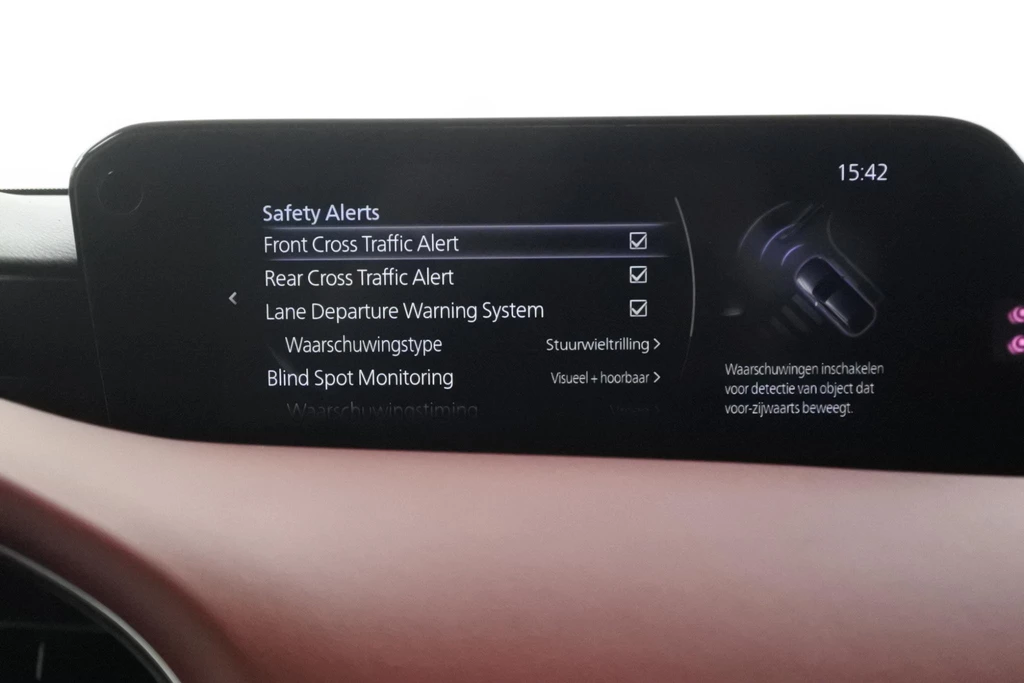 15:42
Safety Alerts
Front Cross Traffic Alert
Rear Cross Traffic Alert
Lane Departure Warning System
Waarschuwingstype Stuurwieltrilling >
Blind Spot Monitoring Visueel + hoorbaar >
Waarschuwingstiming
Waarschuwingen inschakelen
voor detectie van object dat
voor-zijwaarts beweegt.